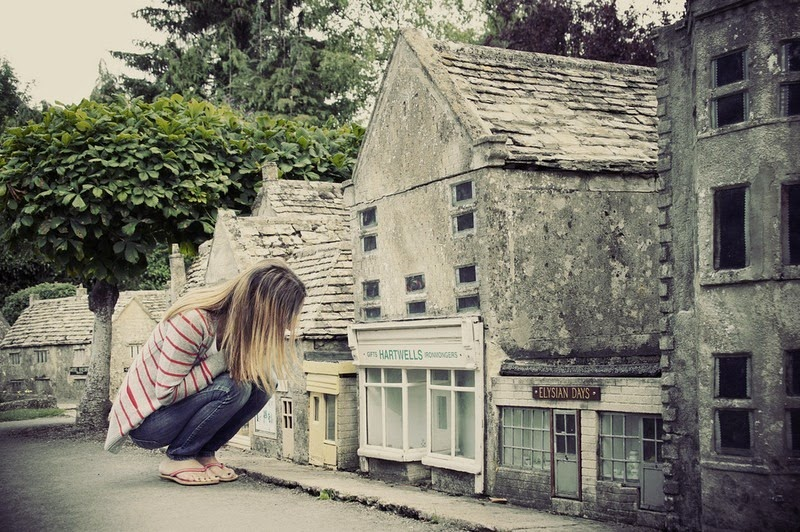 • GIFTS HARTWELLS IRONMONGERS •
• ELYSIAN DAYS •